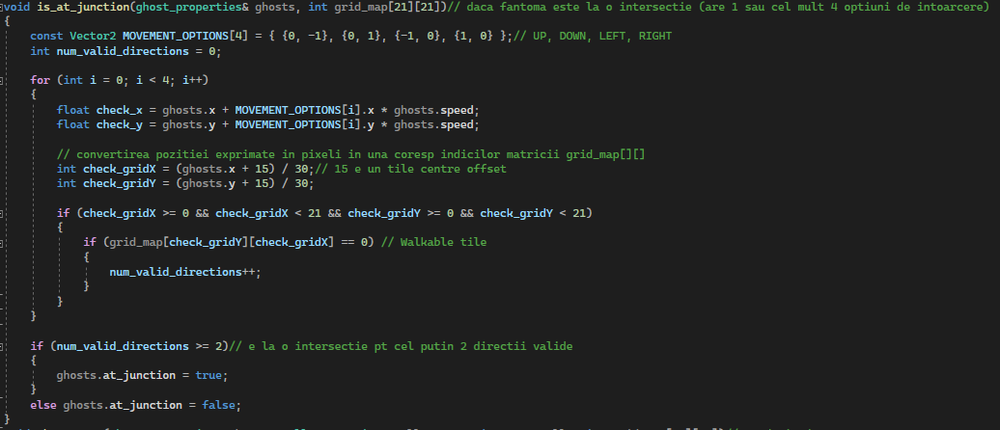 void is_at_junction(ghost_properties& ghosts, int grid_map[21][21])// daca fantoma este la o intersectie (are 1 sau cel mult 4 optiuni de intoarcere)
{
const Vector2 MOVEMENT_OPTIONS[4] = { {0, -1}, {0, 1}, {-1, 0}, {1, 0} };// UP, DOWN, LEFT, RIGHT
int num_valid_directions = 0;
for (int i = 0; i < 4; i++)
{
float check_x = ghosts.x + MOVEMENT_OPTIONS[i].x * ghosts.speed;
float check_y = ghosts.y + MOVEMENT_OPTIONS[i].y * ghosts.speed;
// convertirea pozitiei exprimate in pixeli in una coresp indicilor matricii grid_map[][]
int check_gridX = (ghosts.x + 15) / 30;// 15 e un tile centre offset
int check_gridY = (ghosts.y + 15) / 30;
if (check_gridX >= 0 && check_gridX < 21 && check_gridY >= 0 && check_gridY < 21)
{
if (grid_map[check_gridY][check_gridX] == 0) // Walkable tile
{
num_valid_directions++;
}
}
}
if (num_valid_directions >= 2)// e la o intersectie pt cel putin 2 directii valide
{
ghosts.at_junction = true;
}
else ghosts.at_junction = false;
}